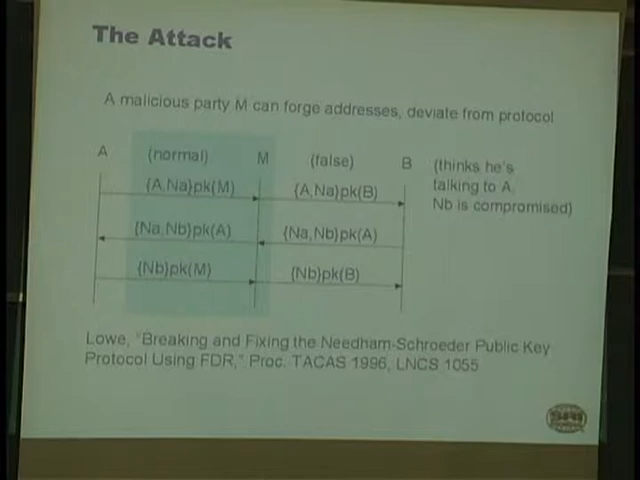 The Attack
A malicious party M can forge addresses, deviate from protocol
A (normal) M (false) B (thinks he's
{A,Na}pk(M) {A,Na}pk(B) talking to A.
Nb is compromised)
{Na,Nb}pk(A) {Na,Nb}pk(A)
{Nb}pk(M) {Nb}pk(B)
Lowe, "Breaking and Fixing the Needham-Schroeder Public Key
Protocol Using FDR," Proc. TACAS 1996, LNCS 1055
SRI